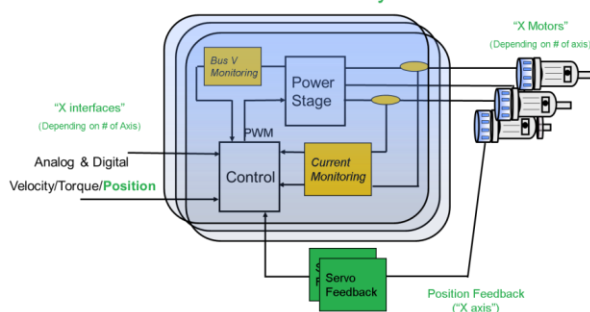 "X Motors"
(Depending on # of axis)
Bus V
Monitoring
Power
Stage
"X interfaces"
(Depending on # of Axis)
PWM
Analog & Digital
Control
Current
Monitoring
Velocity/Torque/Position
Servo
Feedback
Position Feedback
("X axis")